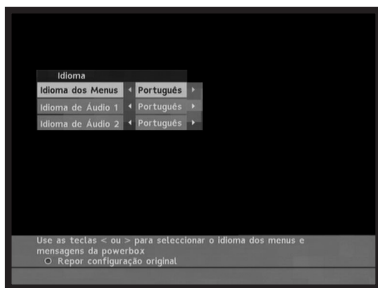 Idioma
Idioma dos Menus Português
Idioma de Áudio 1 Português
Idioma de Áudio 2 Português
Use as teclas < ou > para seleccionar o idioma dos menus e
mensagens da powerbox
Repor configuração original